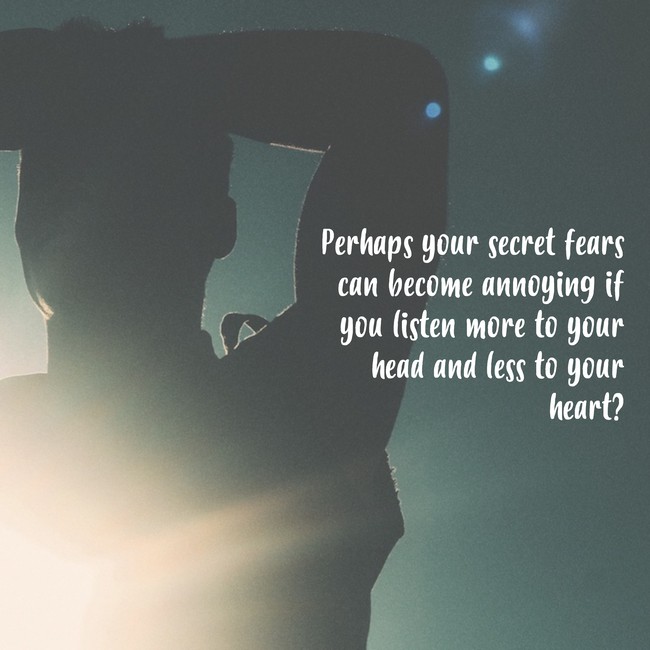 Perhaps your secret fears
can become annoying if
you listen more to your
head and less to your
heart?